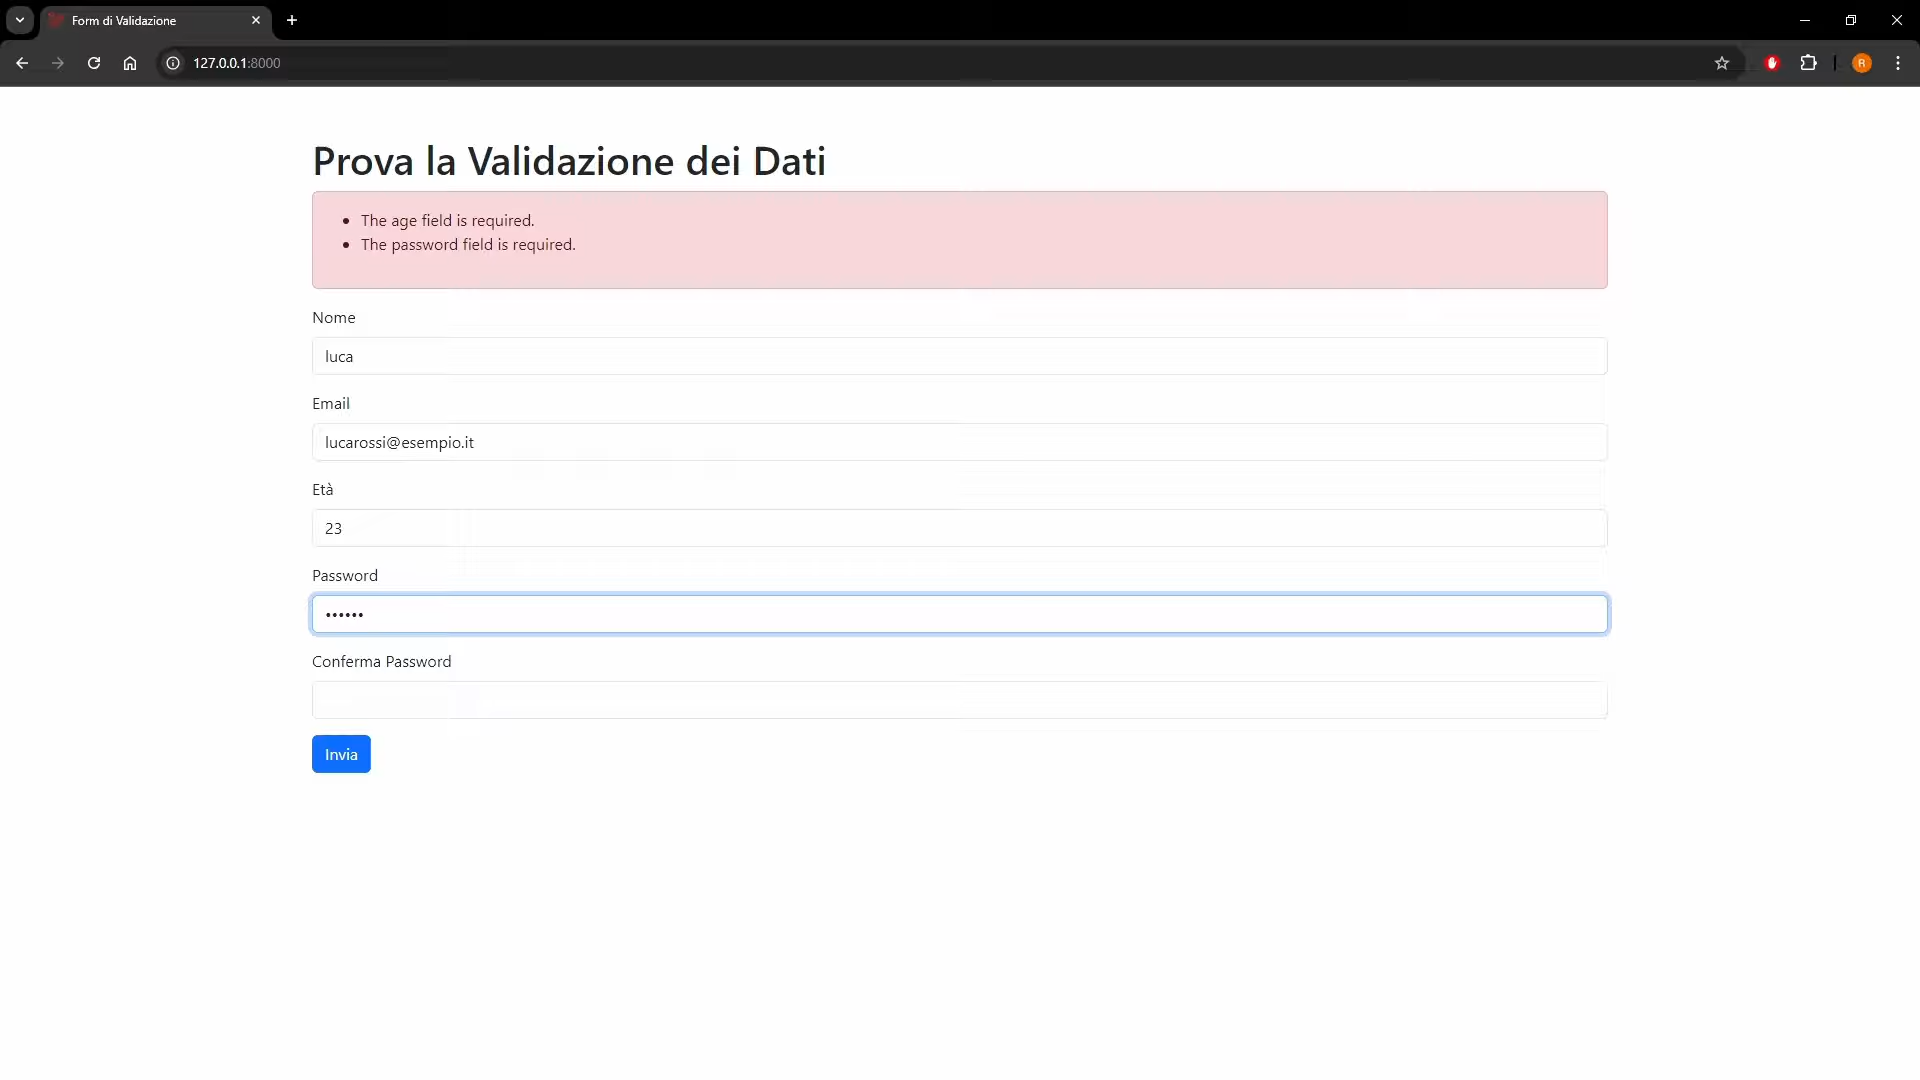 Form di Validazione
127.0.0.1:8000
R
Prova la Validazione dei Dati
The age field is required.
The password field is required.
Nome
luca
Email
lucarossi@esempio.it
Età
23
Password
••••••
Conferma Password
Invia